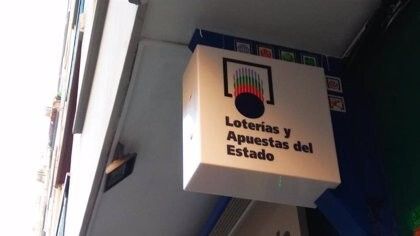 Loterías y
Apuestas del
Estado